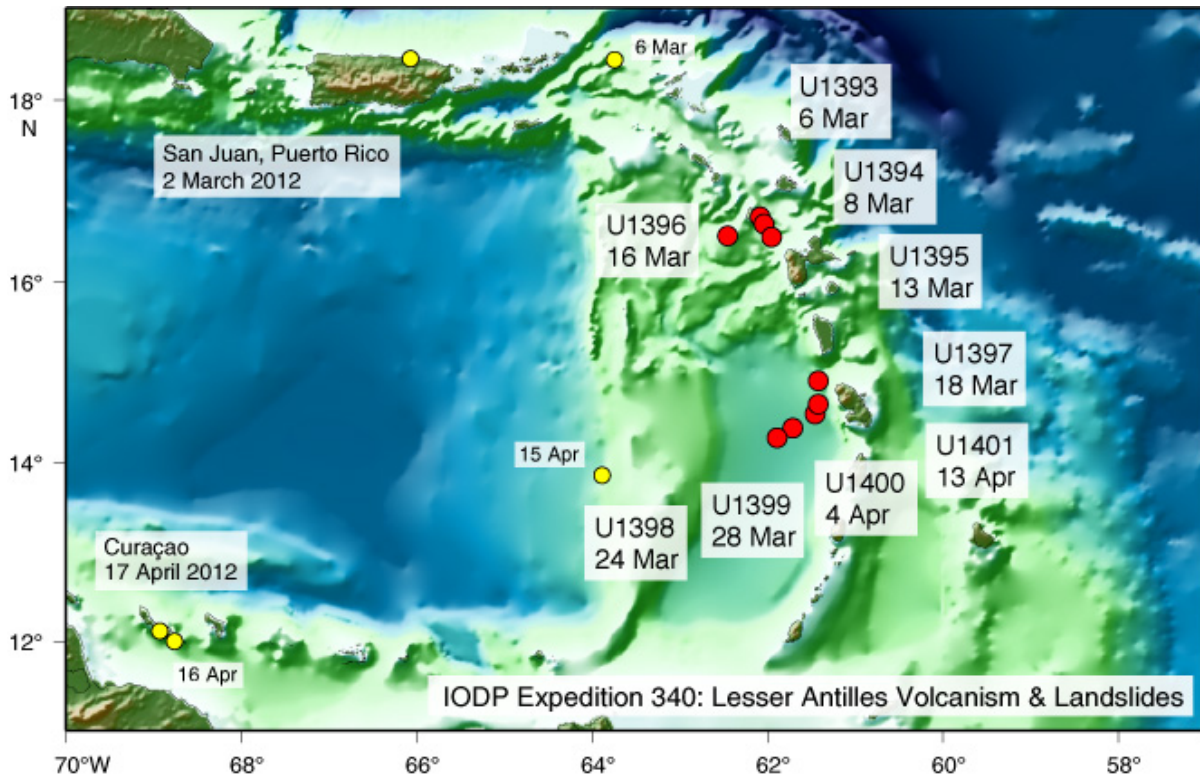 6 Mar
18°
N
U1393
6 Mar
San Juan, Puerto Rico
2 March 2012
U1394
8 Mar
U1396
16 Mar
16°
U1395
13 Mar
U1397
18 Mar
14°
15 Apr
U1401
13 Apr
U1400
4 Apr
U1399
28 Mar
U1398
24 Mar
Curaçao
17 April 2012
12°
16 Apr
IODP Expedition 340: Lesser Antilles Volcanism & Landslides
70°W
68°
66°
64°
62°
60°
58°